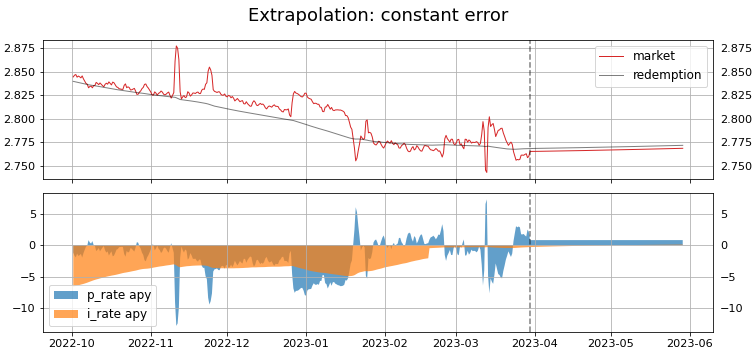 Extrapolation: constant error
2.875 2.875
2.850 2.850
2.825 2.825
2.800 2.800
2.775 2.775
2.750 2.750
market
redemption
5 5
0 0
−5 −5
−10 −10
p_rate apy
i_rate apy
2022-10 2022-11 2022-12 2023-01 2023-02 2023-03 2023-04 2023-05 2023-06